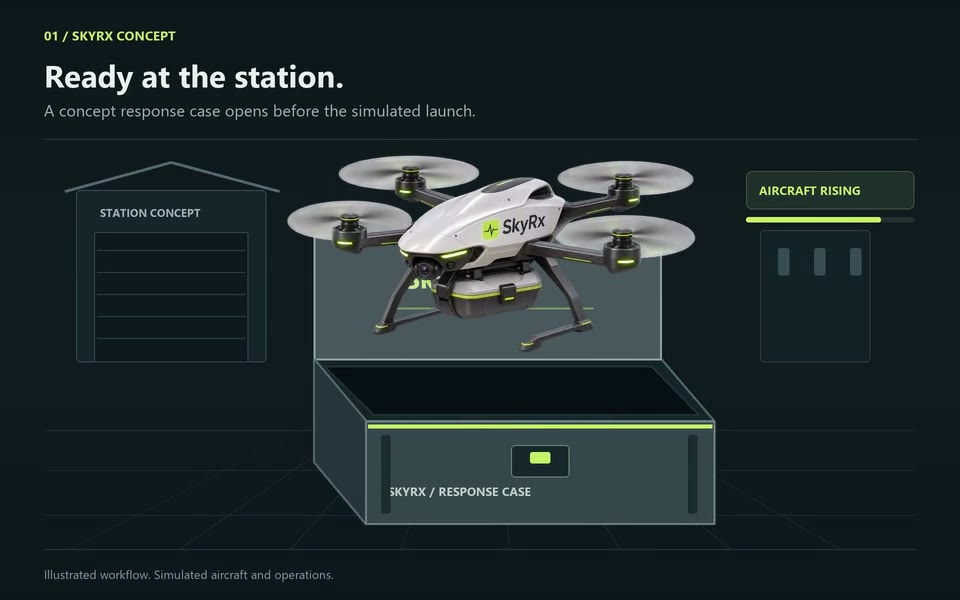 01 / SKYRX CONCEPT
Ready at the station.
A concept response case opens before the simulated launch.
STATION CONCEPT
AIRCRAFT RISING
SkyRx
SKYRX / RESPONSE CASE
Illustrated workflow. Simulated aircraft and operations.